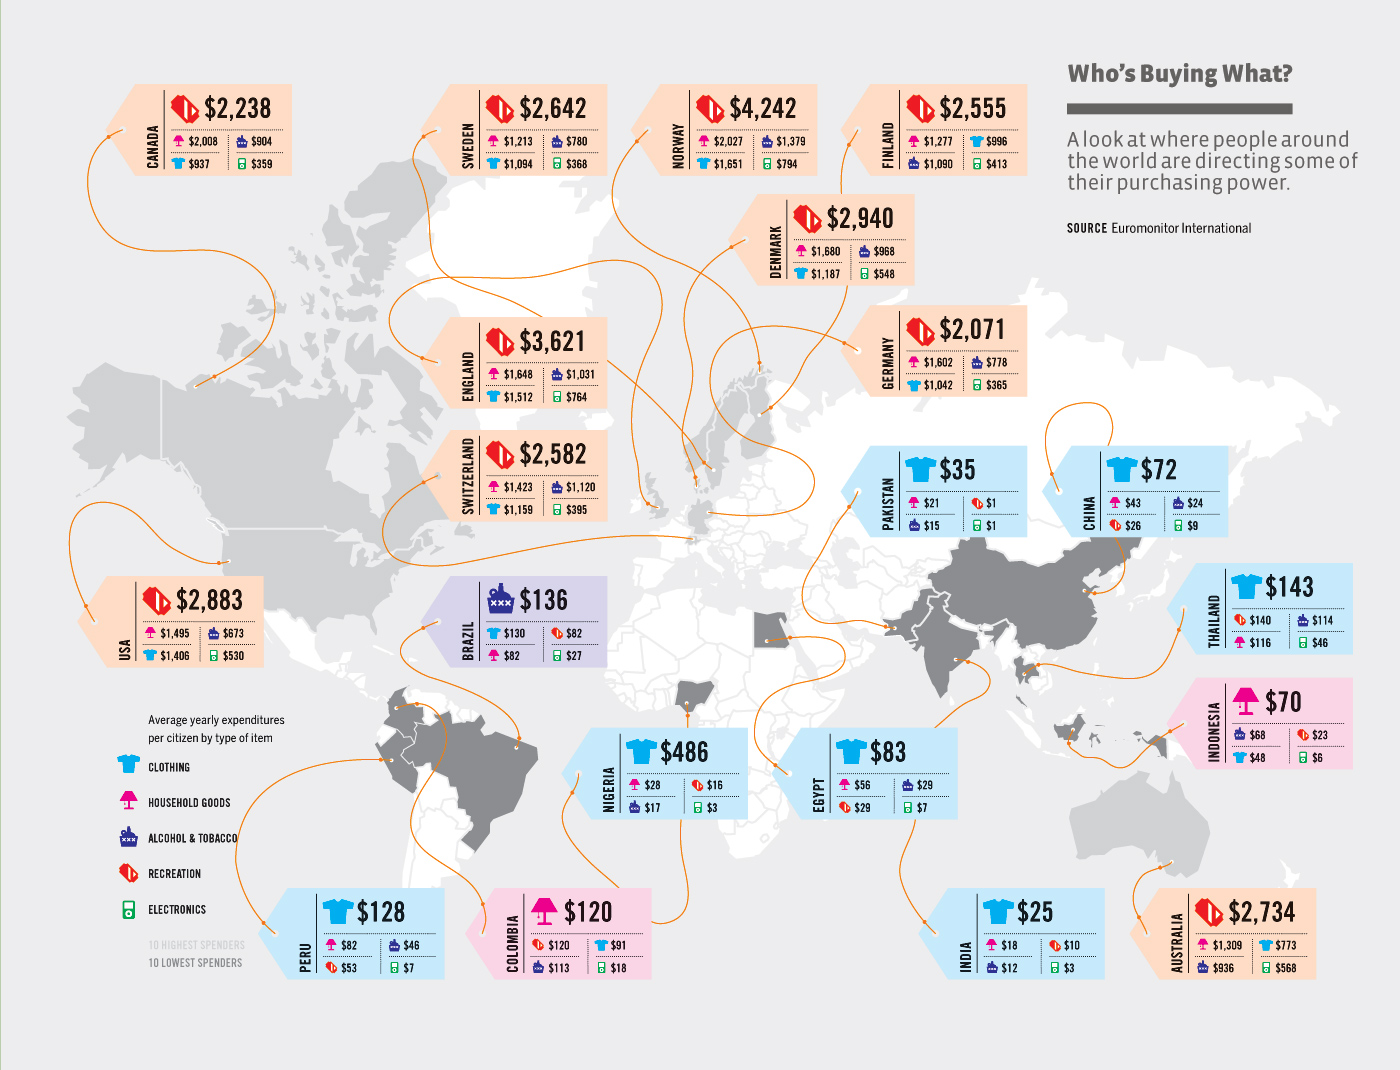 Who's Buying What?
A look at where people around
the world are directing some of
their purchasing power.
SOURCE Euromonitor International
CANADA
$2,238
$2,008 $904
$937 $359
SWEDEN
$2,642
$1,213 $780
$1,094 $368
NORWAY
$4,242
$2,027 $1,379
$1,651 $794
FINLAND
$2,555
$1,277 $996
$1,090 $413
DENMARK
$2,940
$1,680 $968
$1,187 $548
ENGLAND
$3,621
$1,648 $1,031
$1,512 $764
GERMANY
$2,071
$1,602 $778
$1,042 $365
SWITZERLAND
$2,582
$1,423 $1,120
$1,159 $395
PAKISTAN
$35
$21 $1
$15 $1
CHINA
$72
$43 $24
$26 $9
USA
$2,883
$1,495 $673
$1,406 $530
BRAZIL
XXX
$136
$130 $82
$82 $27
THAILAND
$143
$140 $114
$116 $46
INDONESIA
$70
$68 $23
$48 $6
Average yearly expenditures
per citizen by type of item
CLOTHING
HOUSEHOLD GOODS
XXX
ALCOHOL & TOBACCO
RECREATION
ELECTRONICS
10 HIGHEST SPENDERS
10 LOWEST SPENDERS
NIGERIA
$486
$28 $16
$17 $3
EGYPT
$83
$56 $29
$29 $7
PERU
$128
$82 $46
$53 $7
COLOMBIA
$120
$120 $91
$113 $18
INDIA
$25
$18 $10
$12 $3
AUSTRALIA
$2,734
$1,309 $773
$936 $568